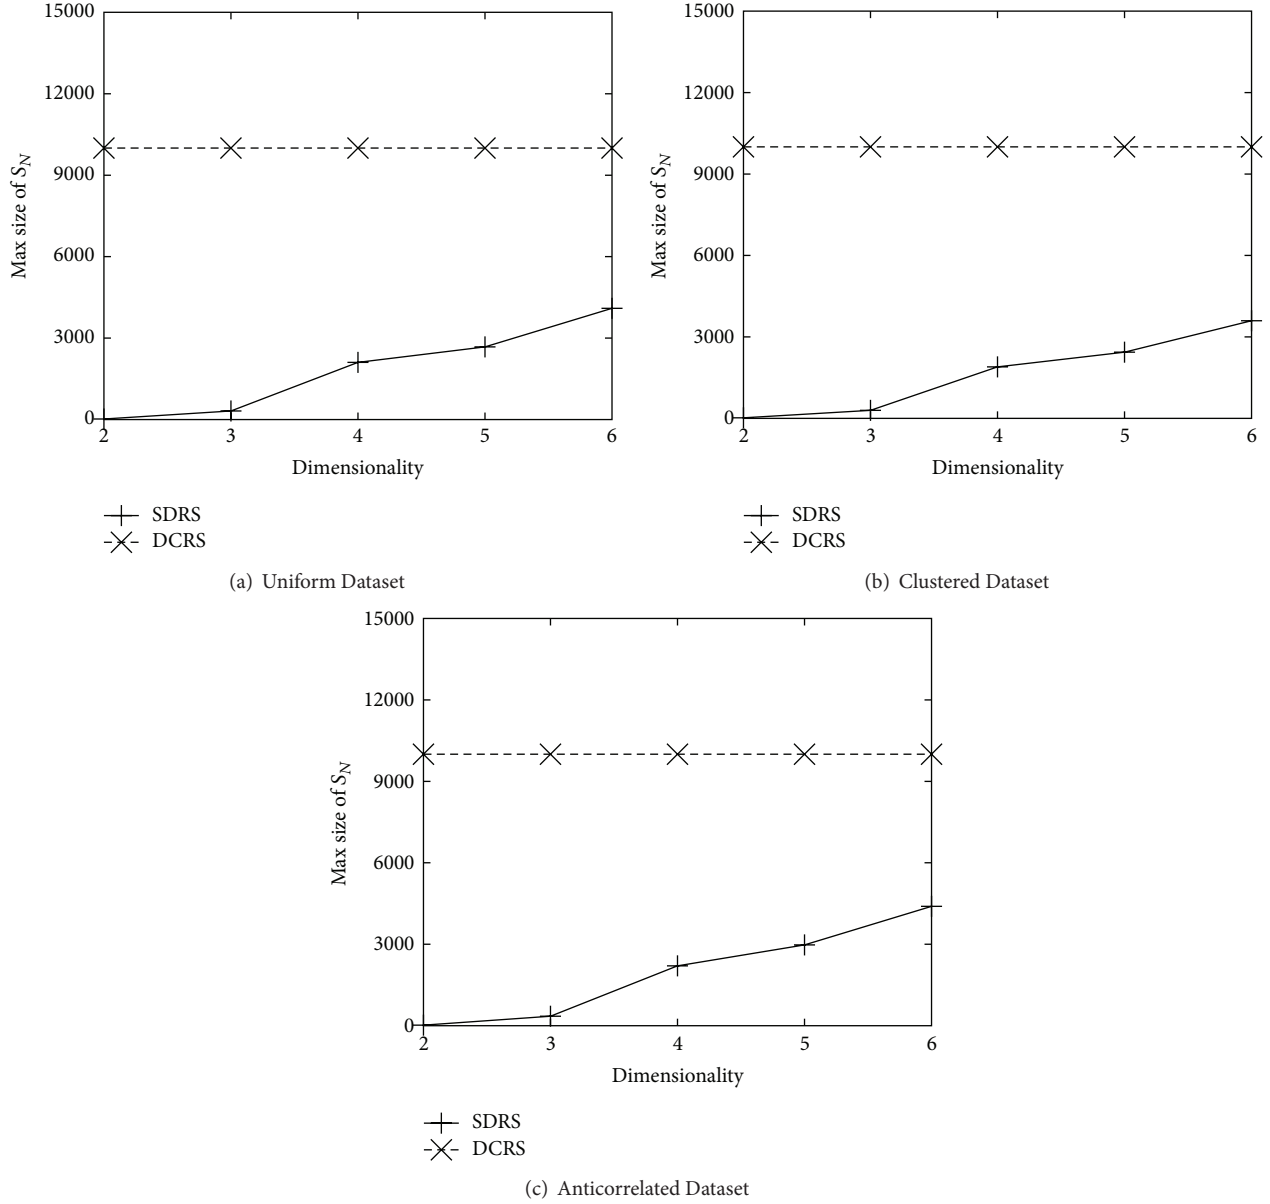 15000
12000
9000
6000
3000
0
Max size of S_N
2 3 4 5 6
Dimensionality
SDRS
DCRS
(a) Uniform Dataset
15000
12000
9000
6000
3000
0
Max size of S_N
2 3 4 5 6
Dimensionality
SDRS
DCRS
(b) Clustered Dataset
15000
12000
9000
6000
3000
0
Max size of S_N
2 3 4 5 6
Dimensionality
SDRS
DCRS
(c) Anticorrelated Dataset